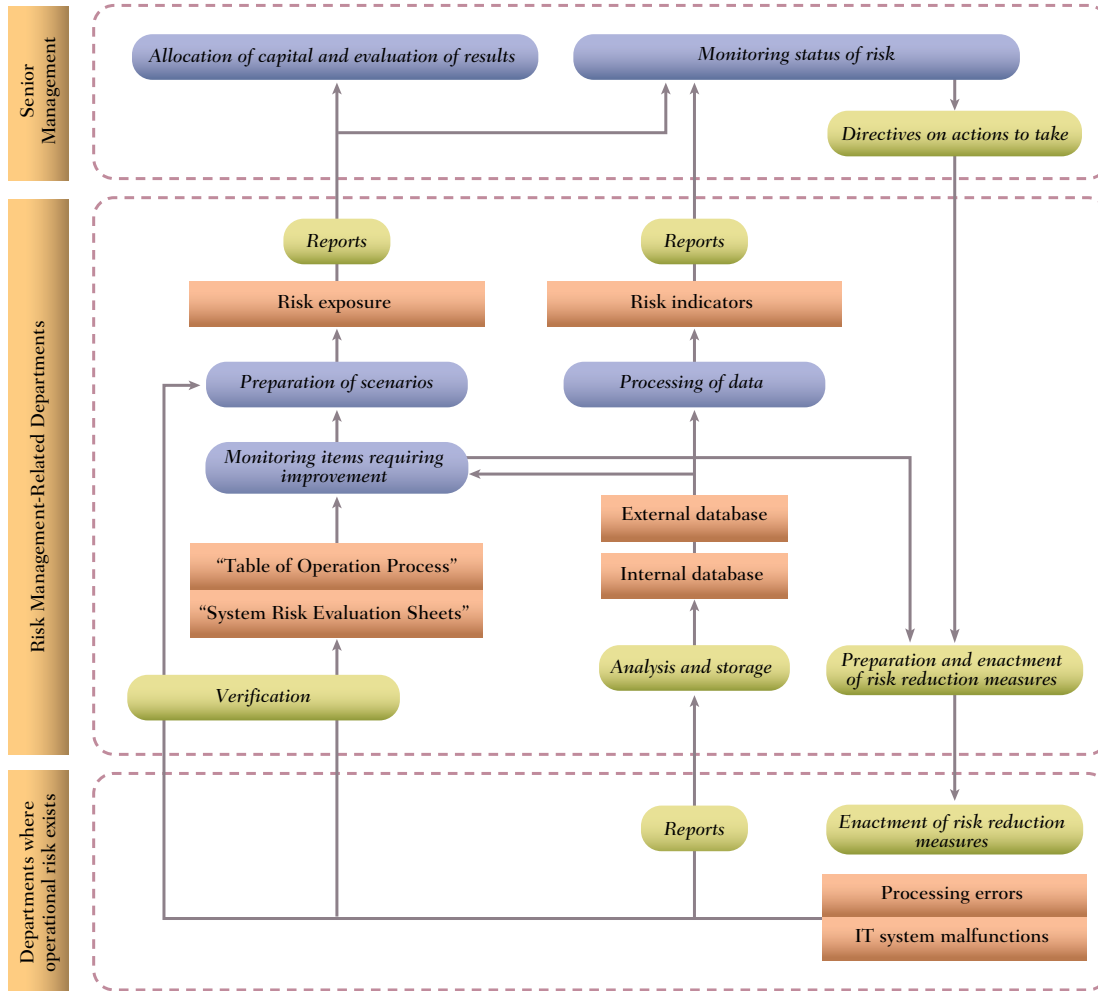 Senior
Management
Allocation of capital and evaluation of results
Monitoring status of risk
Directives on actions to take
Risk Management-Related Departments
Reports
Reports
Risk exposure
Risk indicators
Preparation of scenarios
Processing of data
Monitoring items requiring
improvement
External database
“Table of Operation Process”
Internal database
“System Risk Evaluation Sheets”
Analysis and storage
Preparation and enactment
of risk reduction measures
Verification
Departments where
operational risk exists
Reports
Enactment of risk reduction
measures
Processing errors
IT system malfunctions